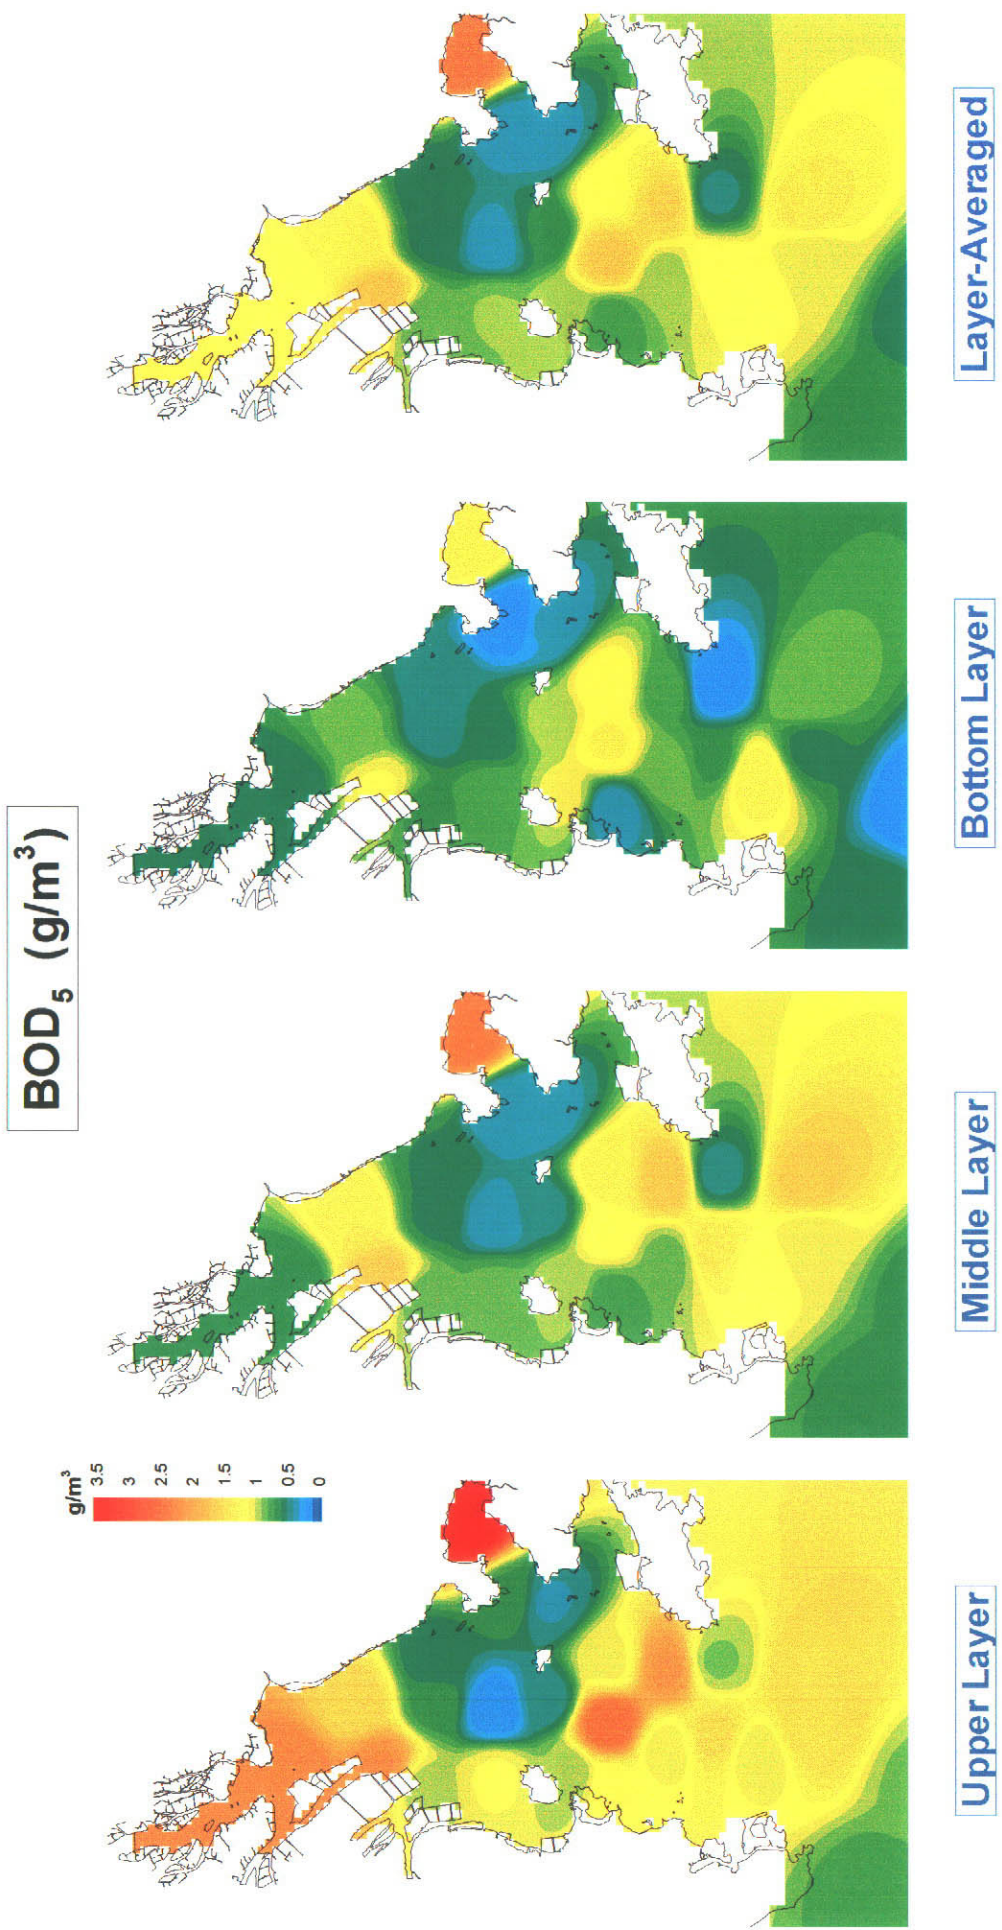 BOD5 (g/m3)
g/m3
3.5
3
2.5
2
1.5
1
0.5
0
Upper Layer
Middle Layer
Bottom Layer
Layer-Averaged